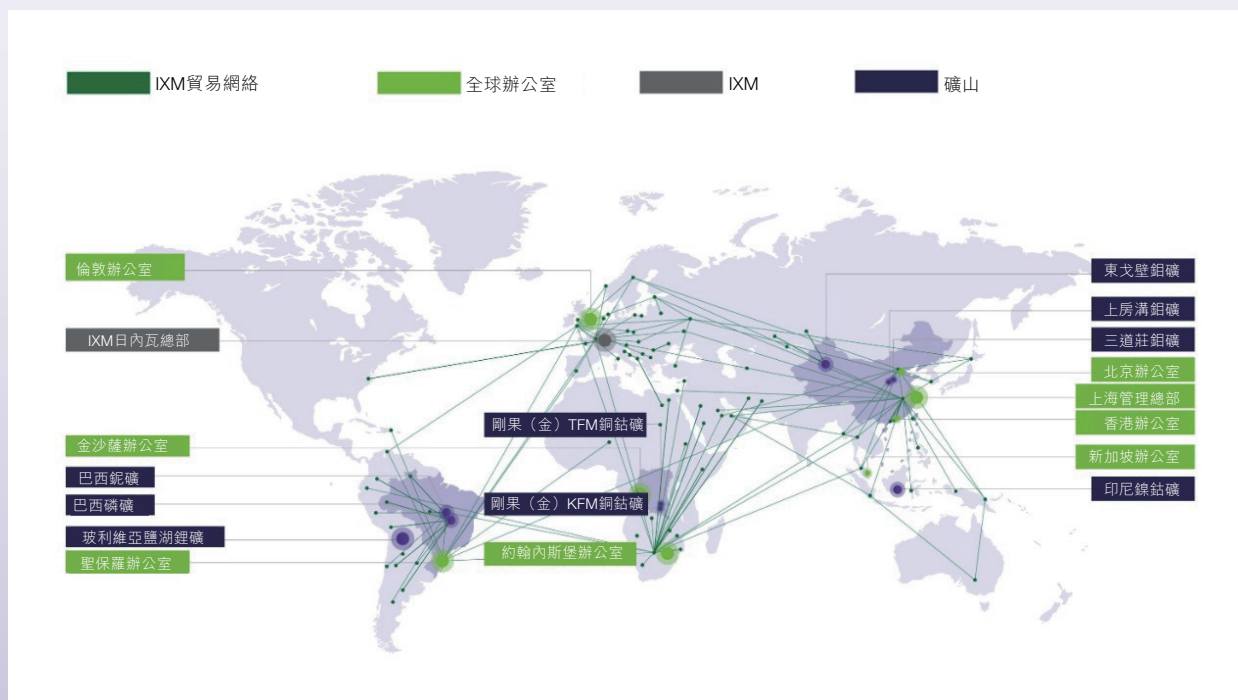 IXM貿易網絡
全球辦公室
IXM
礦山
倫敦辦公室
IXM日內瓦總部
金沙薩辦公室
巴西鈮礦
巴西磷礦
玻利維亞鹽湖鋰礦
聖保羅辦公室
剛果（金）TFM銅鈷礦
剛果（金）KFM銅鈷礦
約翰內斯堡辦公室
東戈壁鉬礦
上房溝鉬礦
三道莊鉬礦
北京辦公室
上海管理總部
香港辦公室
新加坡辦公室
印尼鎳鈷礦